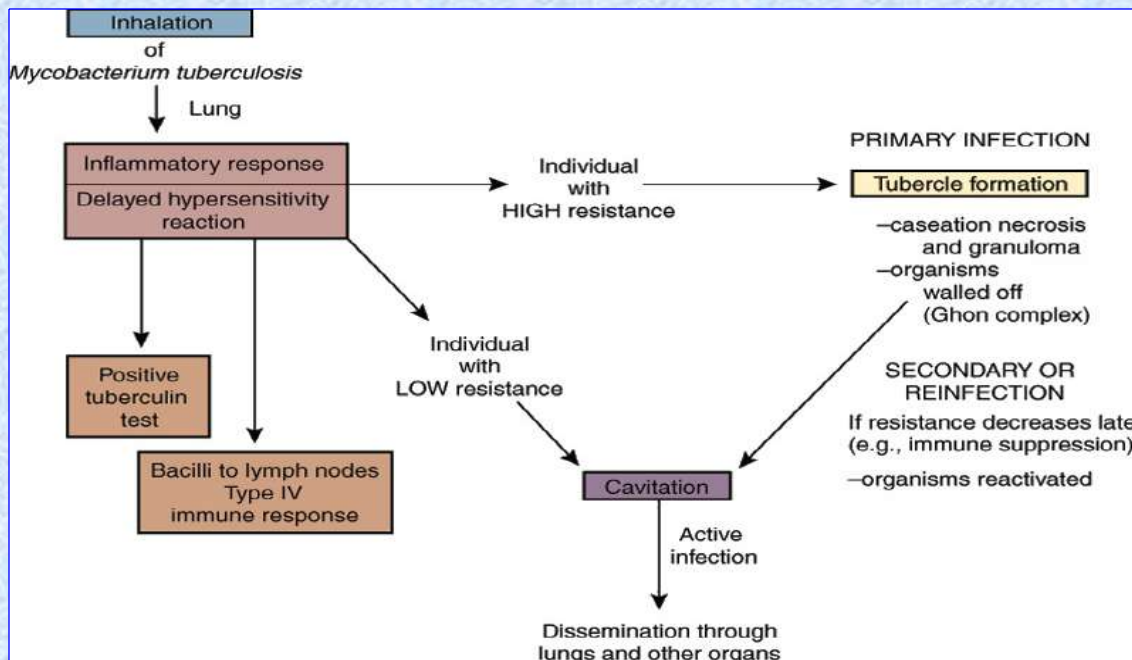 Inhalation
of
Mycobacterium tuberculosis
Lung
Inflammatory response
Delayed hypersensitivity
reaction
Individual
with
HIGH resistance
PRIMARY INFECTION
Tubercle formation
–caseation necrosis
and granuloma
–organisms
walled off
(Ghon complex)
Individual
with
LOW resistance
Positive
tuberculin
test
Bacilli to lymph nodes
Type IV
immune response
SECONDARY OR
REINFECTION
If resistance decreases late
(e.g., immune suppression)
–organisms reactivated
Cavitation
Active
infection
Dissemination through
lungs and other organs